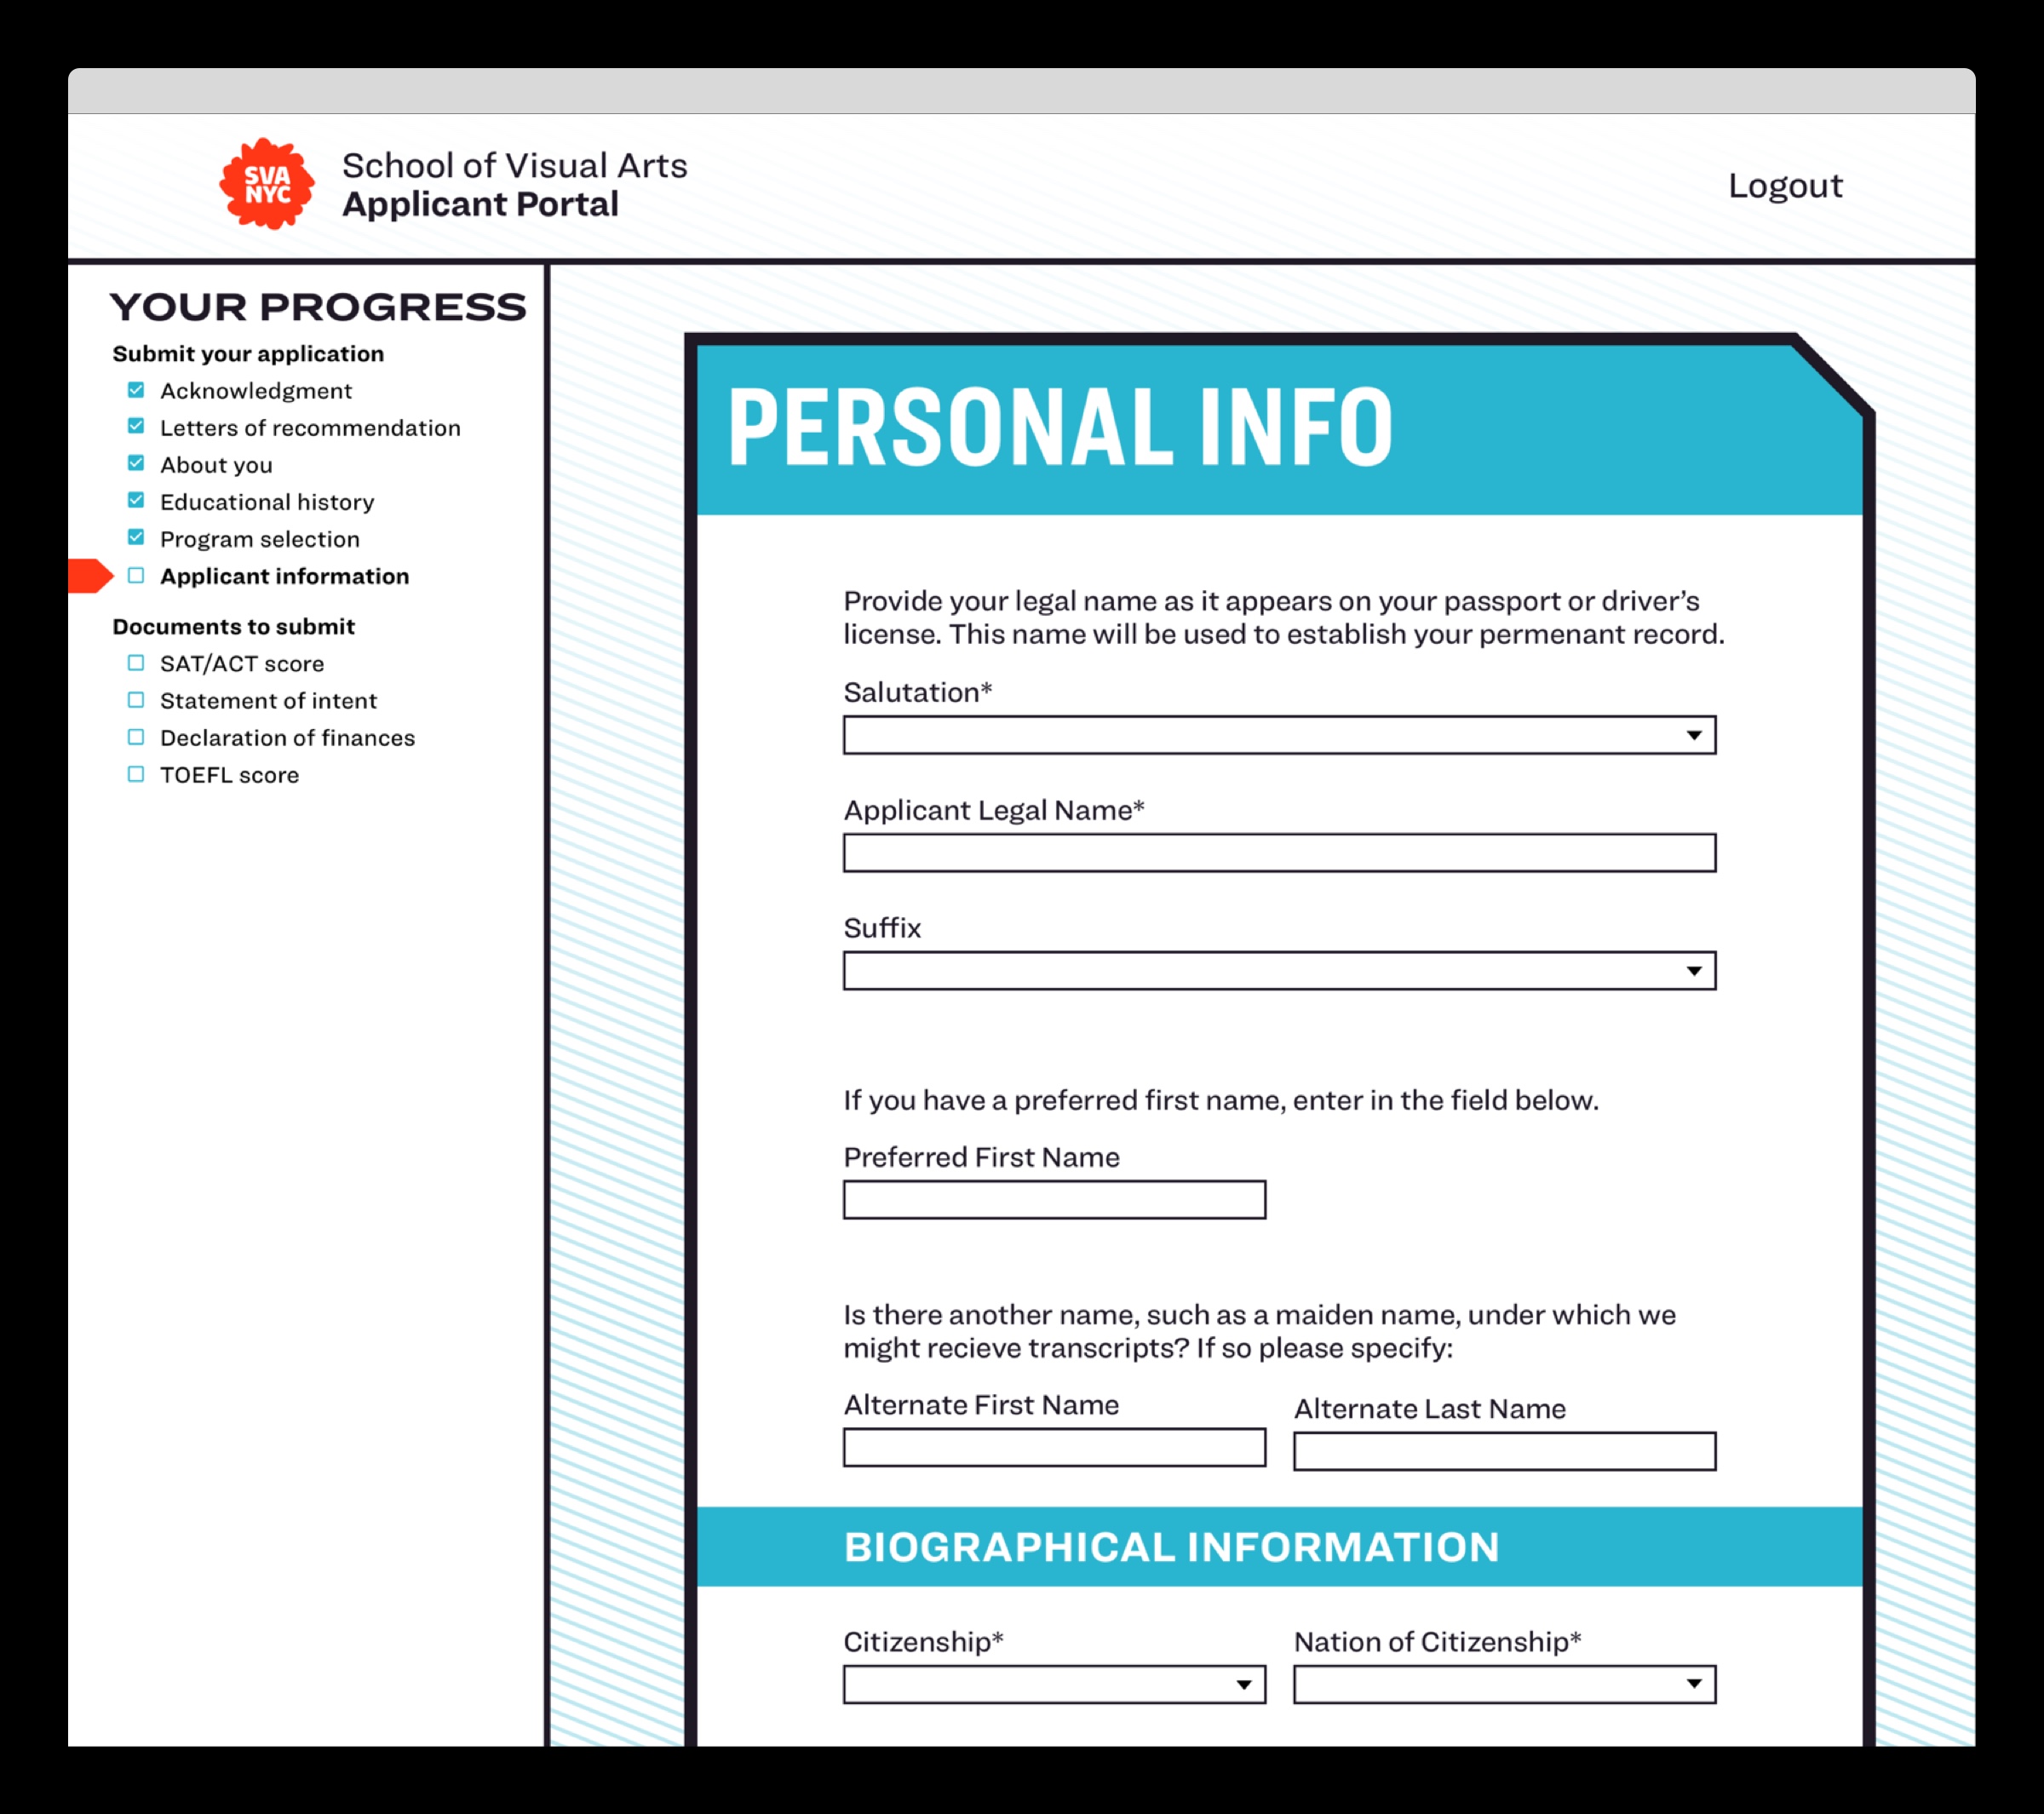 SVA
NYC
School of Visual Arts
Applicant Portal
Logout
YOUR PROGRESS
Submit your application
Acknowledgment
Letters of recommendation
About you
Educational history
Program selection
Applicant information
Documents to submit
SAT/ACT score
Statement of intent
Declaration of finances
TOEFL score
PERSONAL INFO
Provide your legal name as it appears on your passport or driver’s
license. This name will be used to establish your permenant record.
Salutation*
Applicant Legal Name*
Suffix
If you have a preferred first name, enter in the field below.
Preferred First Name
Is there another name, such as a maiden name, under which we
might recieve transcripts? If so please specify:
Alternate First Name
Alternate Last Name
BIOGRAPHICAL INFORMATION
Citizenship*
Nation of Citizenship*